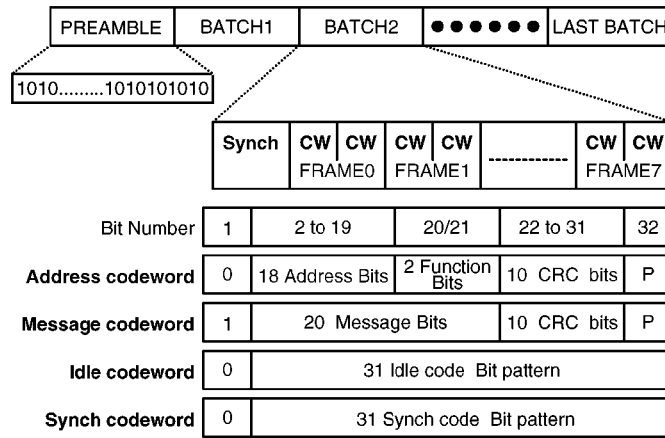 PREAMBLE BATCH1 BATCH2 ●●●●●● LAST BATCH
1010.........1010101010
Synch CW CW CW CW ------------ CW CW
FRAME0 FRAME1 FRAME7
Bit Number 1 2 to 19 20/21 22 to 31 32
Address codeword 0 18 Address Bits 2 Function Bits 10 CRC bits P
Message codeword 1 20 Message Bits 10 CRC bits P
Idle codeword 0 31 Idle code Bit pattern
Synch codeword 0 31 Synch code Bit pattern